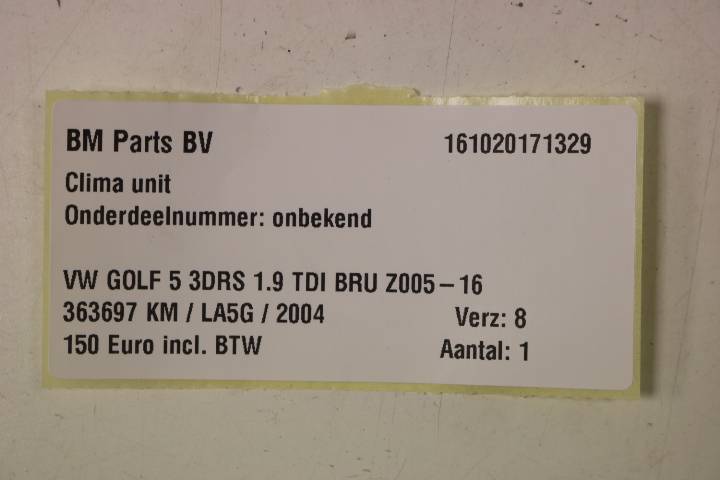 BM Parts BV 161020171329
Clima unit
Onderdeelnummer: onbekend
VW GOLF 5 3DRS 1.9 TDI BRU Z005-16
363697 KM / LA5G / 2004 Verz: 8
150 Euro incl. BTW Aantal: 1